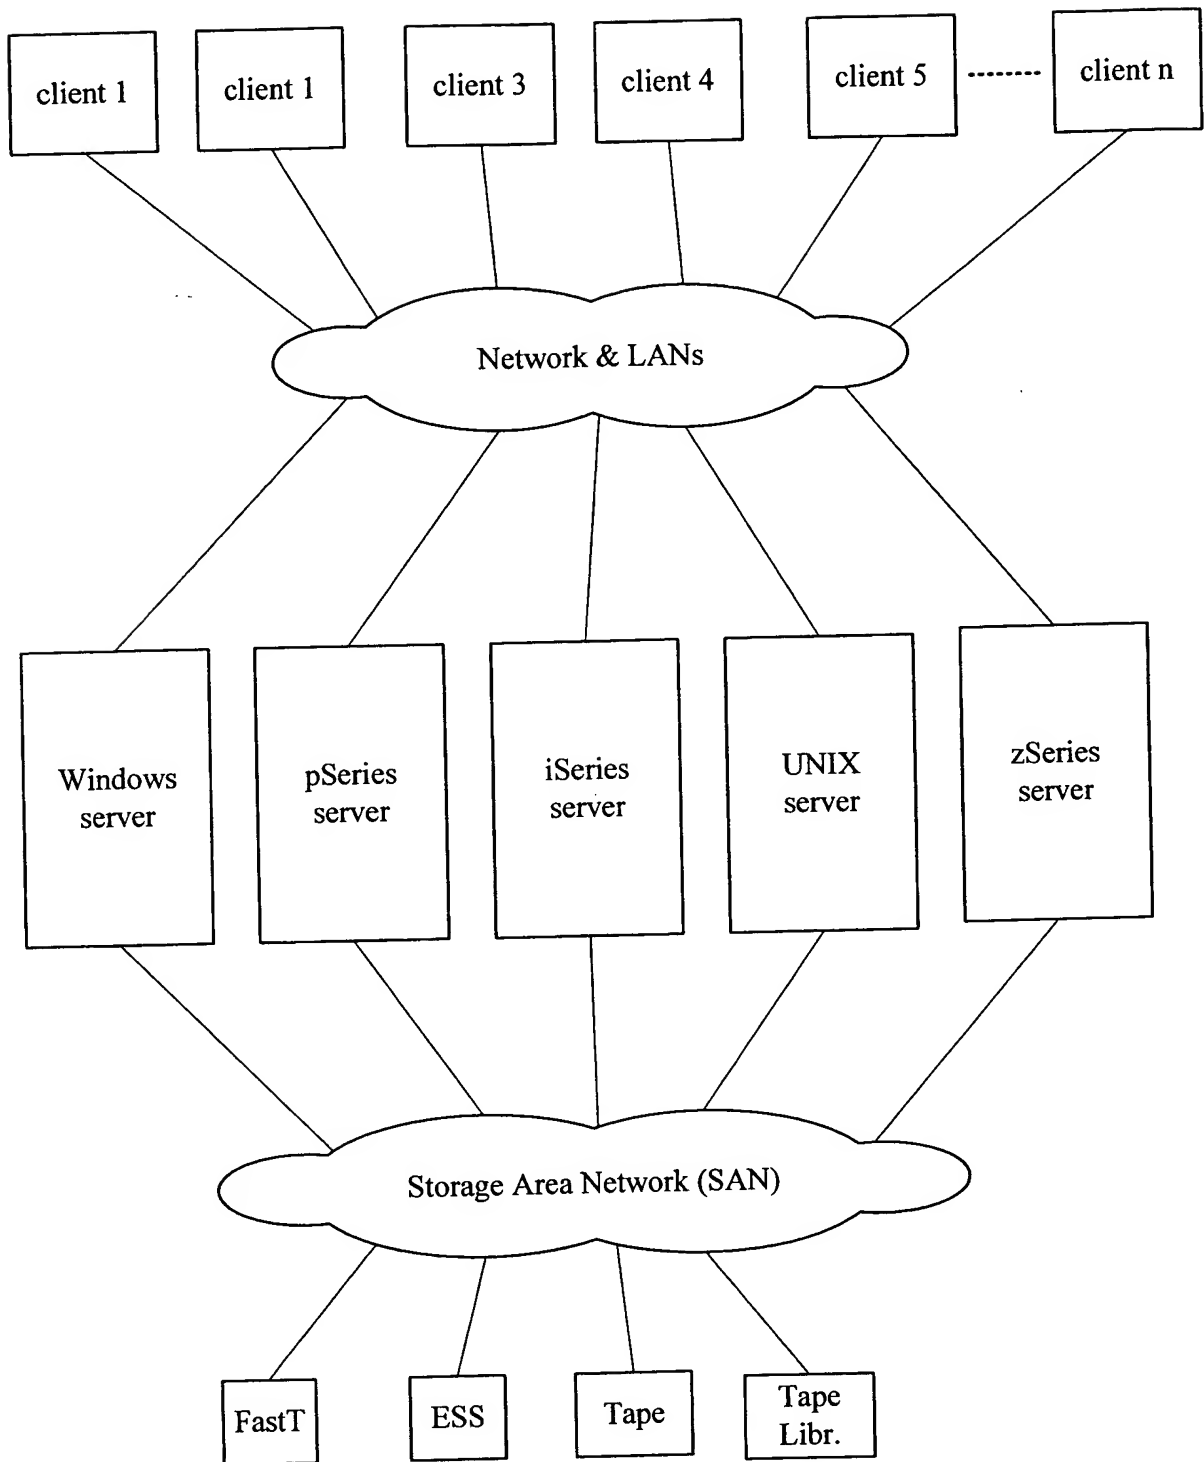 client 1
client 1
client 3
client 4
client 5
client n
Network & LANs
Windows
server
pSeries
server
iSeries
server
UNIX
server
zSeries
server
Storage Area Network (SAN)
FastT
ESS
Tape
Tape
Libr.